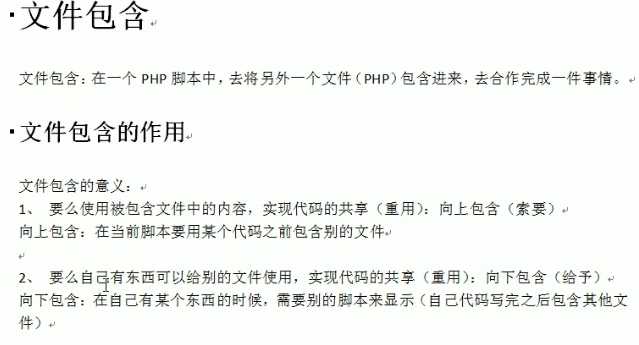 文件包含
文件包含：在一个 PHP 脚本中，去将另外一个文件（PHP）包含进来，去合作完成一件事情。
文件包含的作用
文件包含的意义：
1、 要么使用被包含文件中的内容，实现代码的共享（重用）：向上包含（索要）
向上包含：在当前脚本要用某个代码之前包含别的文件
2、 要么自己有东西可以给别的文件使用，实现代码的共享（重用）：向下包含（给予）
向下包含：在自己有某个东西的时候，需要别的脚本来显示（自己代码写完之后包含其他文
件）